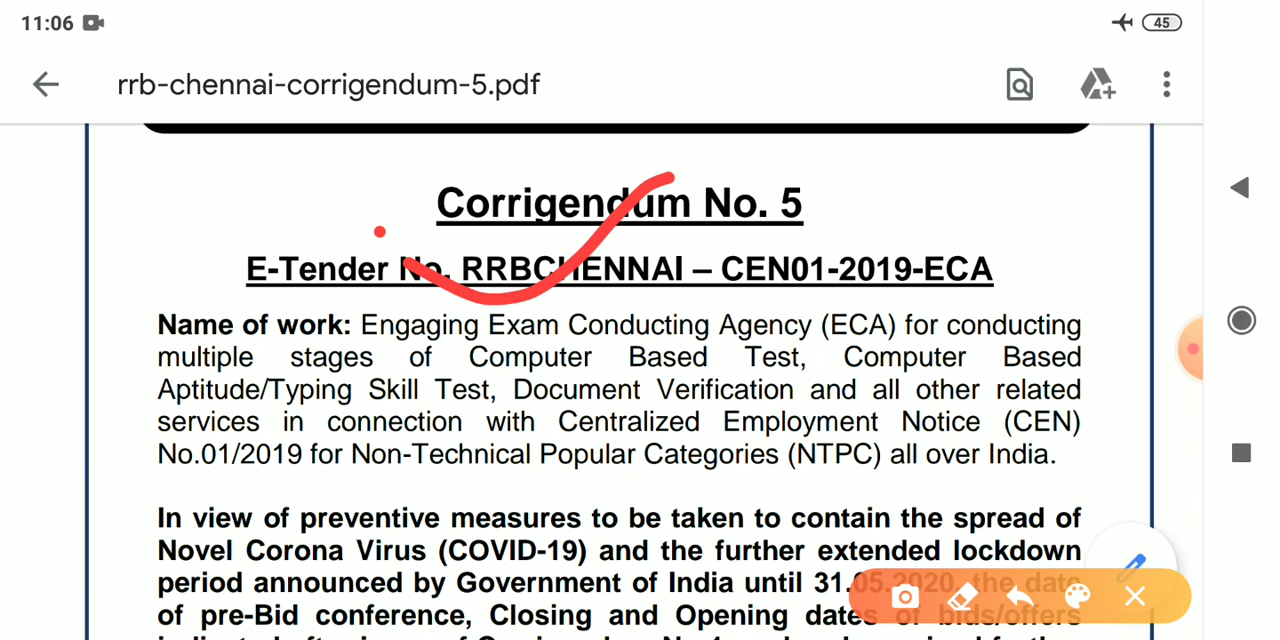 11:06
45
rrb-chennai-corrigendum-5.pdf
Corrigendum No. 5
E-Tender No. RRBCHENNAI – CEN01-2019-ECA
Name of work: Engaging Exam Conducting Agency (ECA) for conducting
multiple stages of Computer Based Test, Computer Based
Aptitude/Typing Skill Test, Document Verification and all other related
services in connection with Centralized Employment Notice (CEN)
No.01/2019 for Non-Technical Popular Categories (NTPC) all over India.
In view of preventive measures to be taken to contain the spread of
Novel Corona Virus (COVID-19) and the further extended lockdown
period announced by Government of India until 31.05.2020, the date
of pre-Bid conference, Closing and Opening dates of bids/offers